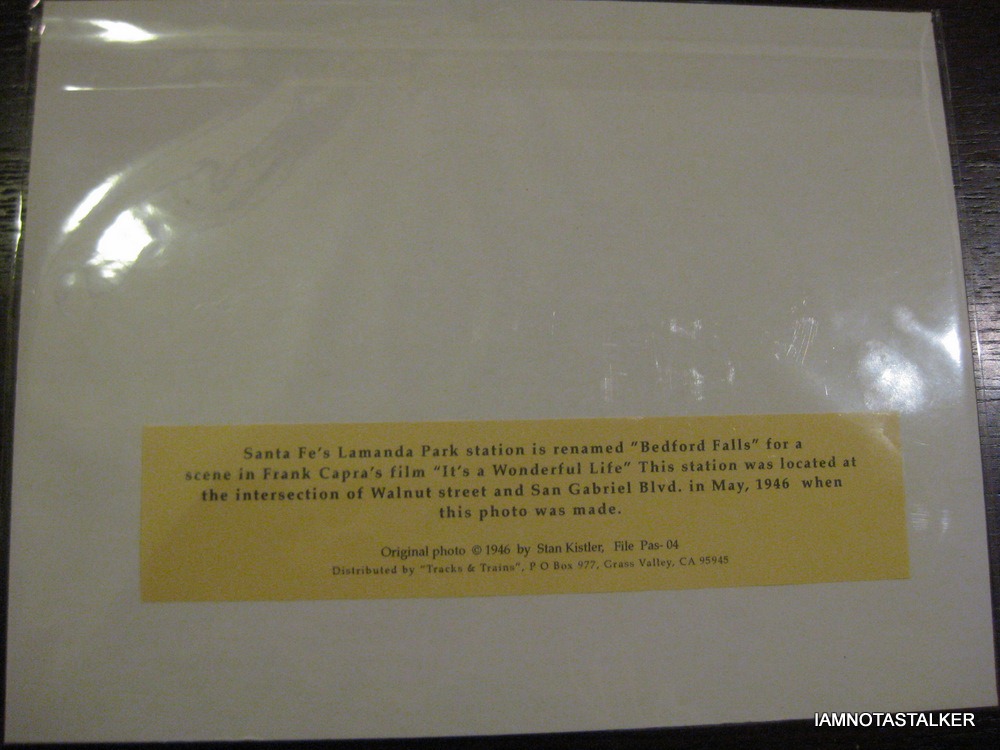 Santa Fe's Lamanda Park station is renamed "Bedford Falls" for a
scene in Frank Capra's film "It's a Wonderful Life" This station was located at
the intersection of Walnut street and San Gabriel Blvd. in May, 1946 when
this photo was made.
Original photo © 1946 by Stan Kistler, File Pas-04
Distributed by "Tracks & Trains", P O Box 977, Grass Valley, CA 95945
IAMNOTASTALKER